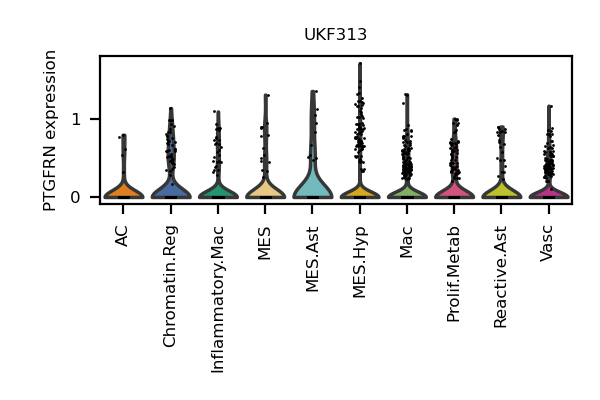 UKF313
PTGFRN expression
1
0
AC
Chromatin.Reg
Inflammatory.Mac
MES
MES.Ast
MES.Hyp
Mac
Prolif.Metab
Reactive.Ast
Vasc